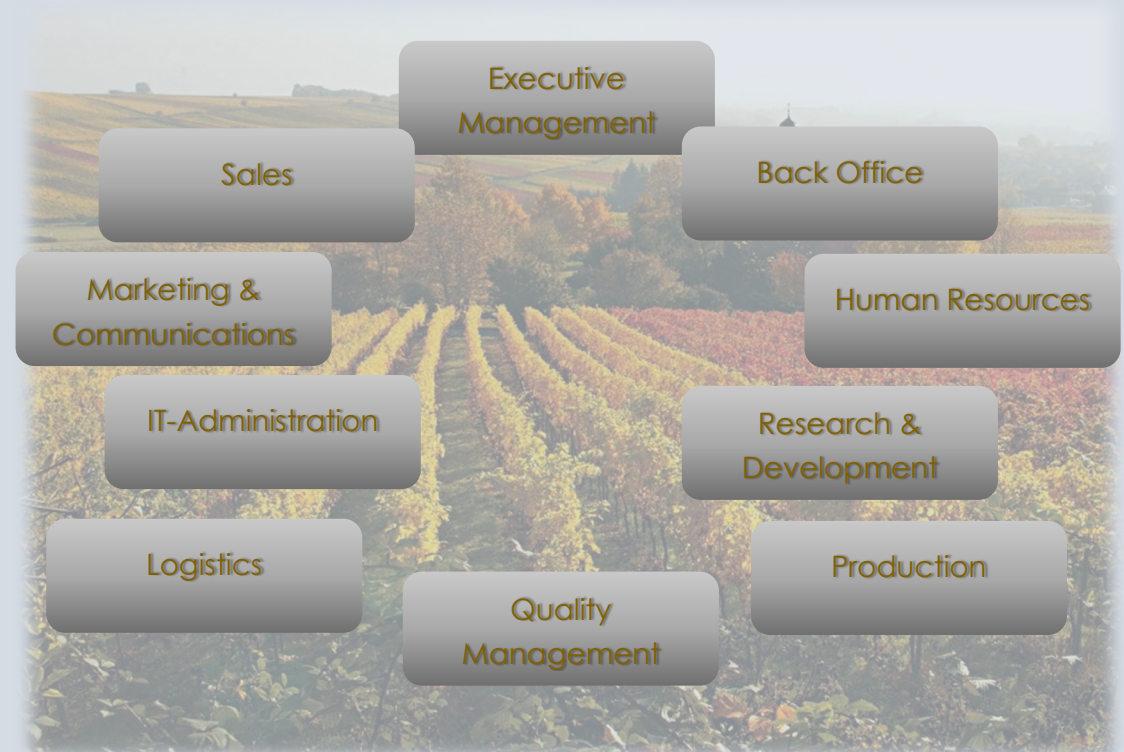 Executive
Management
Sales
Back Office
Marketing &
Communications
Human Resources
IT-Administration
Research &
Development
Logistics
Production
Quality
Management